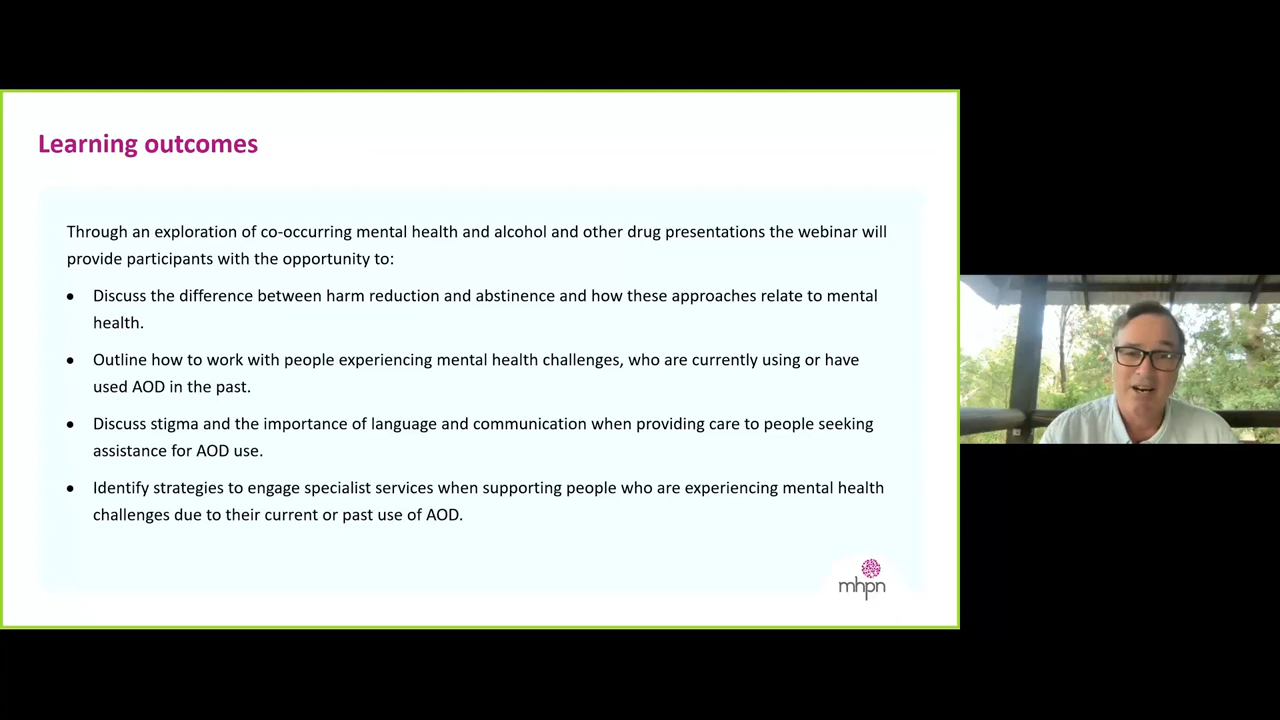 Learning outcomes
Through an exploration of co-occurring mental health and alcohol and other drug presentations the webinar will
provide participants with the opportunity to:
• Discuss the difference between harm reduction and abstinence and how these approaches relate to mental
health.
• Outline how to work with people experiencing mental health challenges, who are currently using or have
used AOD in the past.
• Discuss stigma and the importance of language and communication when providing care to people seeking
assistance for AOD use.
• Identify strategies to engage specialist services when supporting people who are experiencing mental health
challenges due to their current or past use of AOD.
mhpn